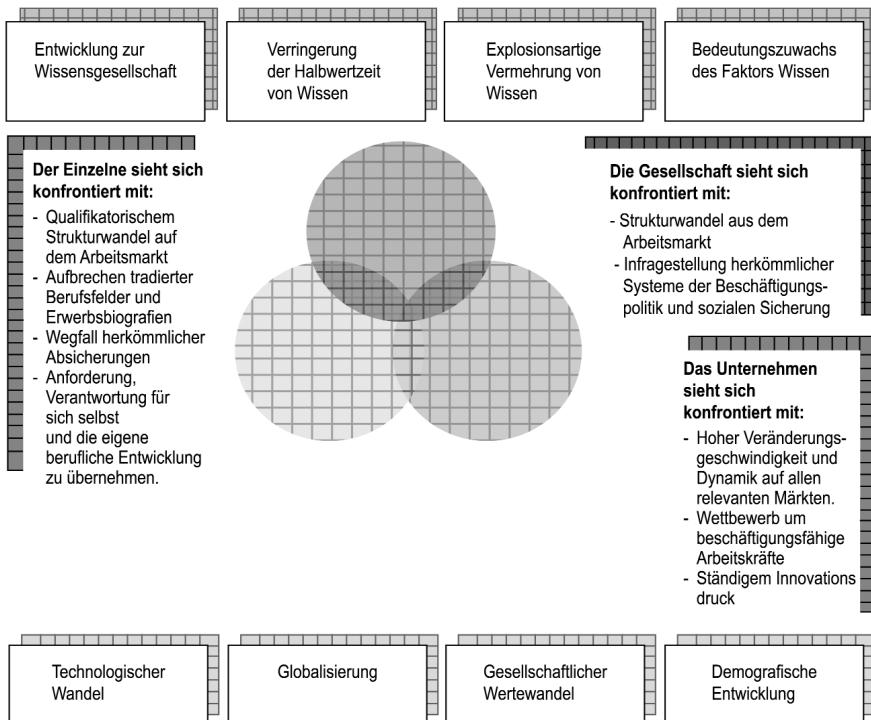 Entwicklung zur
Wissensgesellschaft
Verringerung
der Halbwertzeit
von Wissen
Explosionsartige
Vermehrung von
Wissen
Bedeutungszuwachs
des Faktors Wissen
Der Einzelne sieht sich
konfrontiert mit:
- Qualifikatorischem
Strukturwandel auf
dem Arbeitsmarkt
- Aufbrechen tradierter
Berufsfelder und
Erwerbsbiografien
- Wegfall herkömmlicher
Absicherungen
- Anforderung,
Verantwortung für
sich selbst
und die eigene
berufliche Entwicklung
zu übernehmen.
Die Gesellschaft sieht sich
konfrontiert mit:
- Strukturwandel aus dem
Arbeitsmarkt
- Infragestellung herkömmlicher
Systeme der Beschäftigungs-
politik und sozialen Sicherung
Das Unternehmen
sieht sich
konfrontiert mit:
- Hoher Veränderungs-
geschwindigkeit und
Dynamik auf allen
relevanten Märkten.
- Wettbewerb um
beschäftigungsfähige
Arbeitskräfte
- Ständigem Innovations
druck
Technologischer
Wandel
Globalisierung
Gesellschaftlicher
Wertewandel
Demografische
Entwicklung